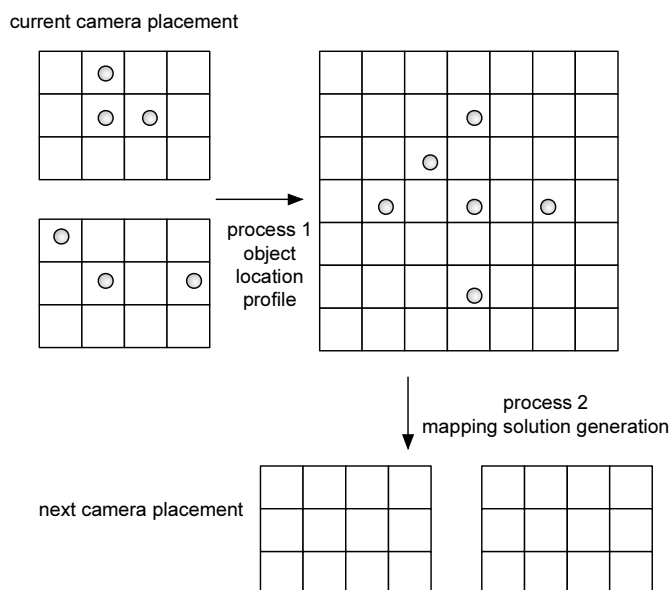 current camera placement
process 1
object
location
profile
process 2
mapping solution generation
next camera placement